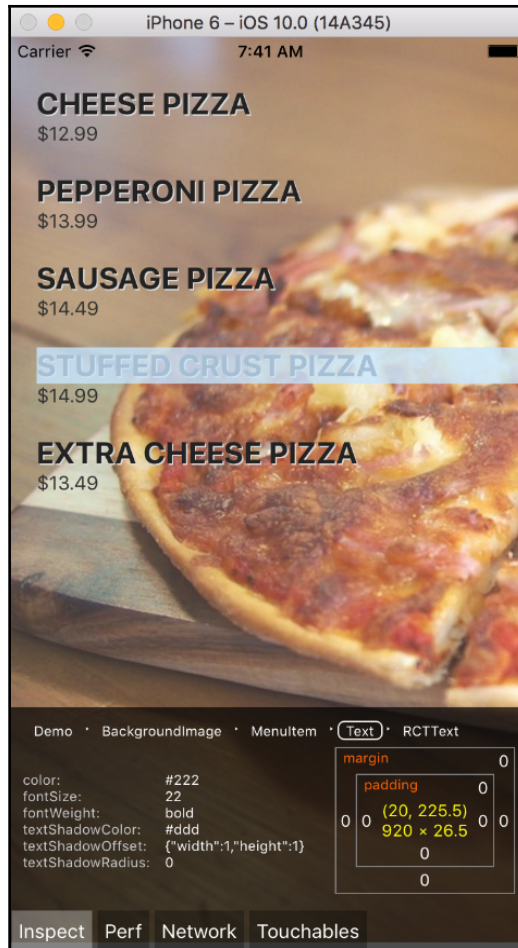 iPhone 6 – iOS 10.0 (14A345)
Carrier 7:41 AM
CHEESE PIZZA
$12.99
PEPPERONI PIZZA
$13.99
SAUSAGE PIZZA
$14.49
STUFFED CRUST PIZZA
$14.99
EXTRA CHEESE PIZZA
$13.49
Demo · BackgroundImage · MenuItem · Text · RCTText
color: #222
fontSize: 22
fontWeight: bold
textShadowColor: #ddd
textShadowOffset: {"width":1,"height":1}
textShadowRadius: 0
margin 0
padding 0
0 0 (20, 225.5) 0 0
920 × 26.5
0
0
Inspect Perf Network Touchables